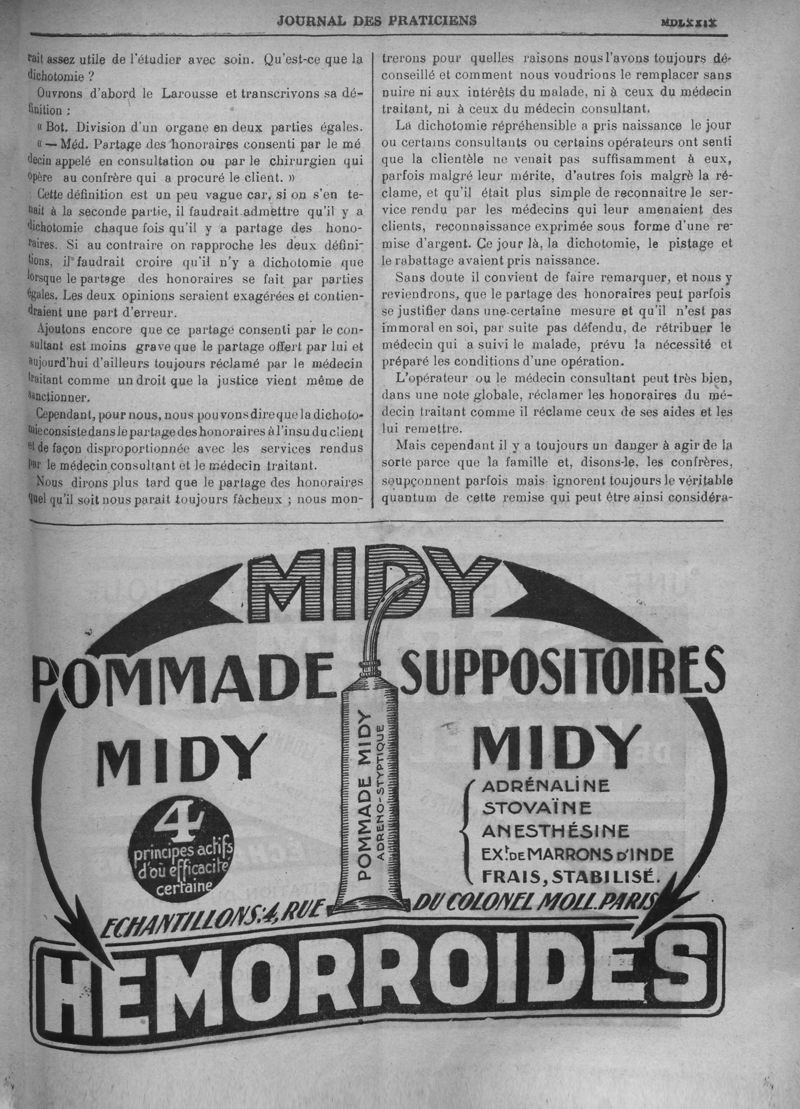 JOURNAL DES PRATICIENS
MDLXXIX
rait assez utile de l'étudier avec soin. Qu'est-ce que la
dichotomie ?
Ouvrons d'abord le Larousse et transcrivons sa dé-
finition :
« Bot. Division d'un organe en deux parties égales.
« — Méd. Partage des honoraires consenti par le mé
decin appelé en consultation ou par le chirurgien qui
opère au confrère qui a procuré le client. »
Cette définition est un peu vague car, si on s'en te-
nait à la seconde partie, il faudrait admettre qu'il y a
dichotomie chaque fois qu'il y a partage des hono-
raires. Si au contraire on rapproche les deux défini-
tions, il faudrait croire qu'il n'y a dichotomie que
lorsque le partage des honoraires se fait par parties
égales. Les deux opinions seraient exagérées et contien-
draient une part d'erreur.
Ajoutons encore que ce partage consenti par le con-
sultant est moins grave que le partage offert par lui et
aujourd'hui d'ailleurs toujours réclamé par le médecin
traitant comme un droit que la justice vient même de
sanctionner.
Cependant, pour nous, nous pouvons dire que la dichoto-
mie consiste dans le partage des honoraires à l'insu du client
et de façon disproportionnée avec les services rendus
par le médecin consultant et le médecin traitant.
Nous dirons plus tard que le partage des honoraires
quel qu'il soit nous parait toujours fâcheux ; nous mon-
trerons pour quelles raisons nous l'avons toujours dé-
conseillé et comment nous voudrions le remplacer sans
nuire ni aux intérêts du malade, ni à ceux du médecin
traitant, ni à ceux du médecin consultant.
La dichotomie répréhensible a pris naissance le jour
ou certains consultants ou certains opérateurs ont senti
que la clientèle ne venait pas suffisamment à eux,
parfois malgré leur mérite, d'autres fois malgrè la ré-
clame, et qu'il était plus simple de reconnaitre le ser-
vice rendu par les médecins qui leur amenaient des
clients, reconnaissance exprimée sous forme d'une re-
mise d'argent. Ce jour là, la dichotomie, le pistage et
le rabattage avaient pris naissance.
Sans doute il convient de faire remarquer, et nous y
reviendrons, que le partage des honoraires peut parfois
se justifier dans une certaine mesure et qu'il n'est pas
immoral en soi, par suite pas défendu, de rétribuer le
médecin qui a suivi le malade, prévu la nécessité et
préparé les conditions d'une opération.
L'opérateur ou le médecin consultant peut très bien,
dans une note globale, réclamer les honoraires du mé-
decin traitant comme il réclame ceux de ses aides et les
lui remettre.
Mais cependant il y a toujours un danger à agir de la
sorte parce que la famille et, disons-le, les confrères,
soupçonnent parfois mais ignorent toujours le véritable
quantum de cette remise qui peut être ainsi considéra-
MIDY
POMMADE
MIDY
4
principes actifs
d'où efficacité
certaine
POMMADE MIDY
ADRENO-STYPTIQUE
SUPPOSITOIRES
MIDY
ADRÉNALINE
STOVAÏNE
ANESTHÉSINE
EXt DE MARRONS D'INDE
FRAIS, STABILISÉ.
ECHANTILLONS: 4, RUE DU COLONEL MOLL. PARIS
HEMORROIDES